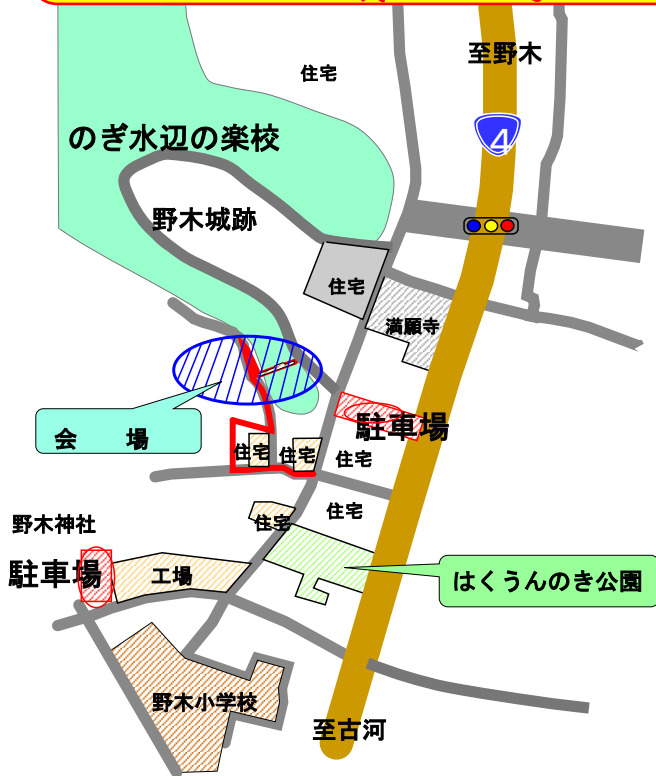 住宅
至野木
4
のぎ水辺の楽校
野木城跡
住宅
満願寺
駐車場
会　　場
住宅
住宅
住宅
住宅
住宅
野木神社
駐車場
工場
はくうんのき公園
野木小学校
至古河